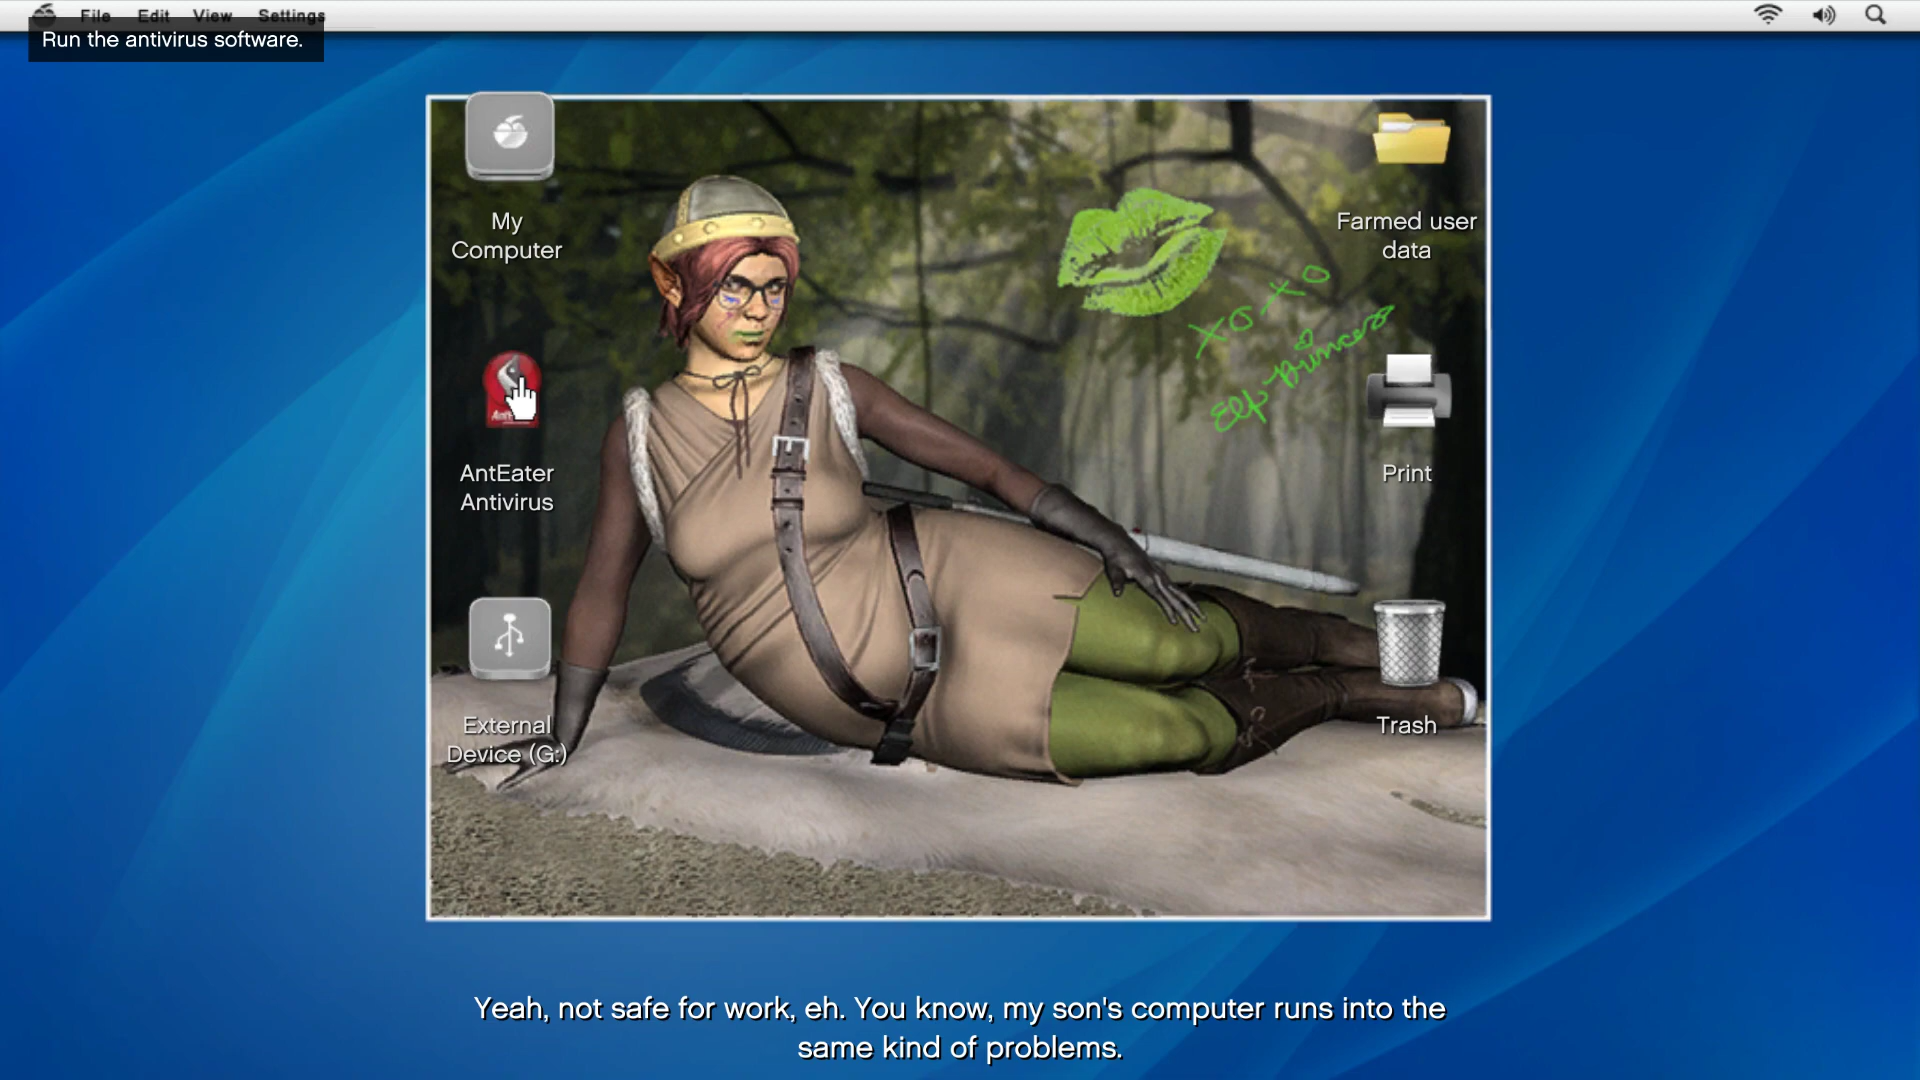 File Edit View Settings
Run the antivirus software.
My
Computer
Farmed user
data
XOXO
Elf Princess
AntEater
Antivirus
Print
External
Device (G:)
Trash
Yeah, not safe for work, eh. You know, my son's computer runs into the
same kind of problems.